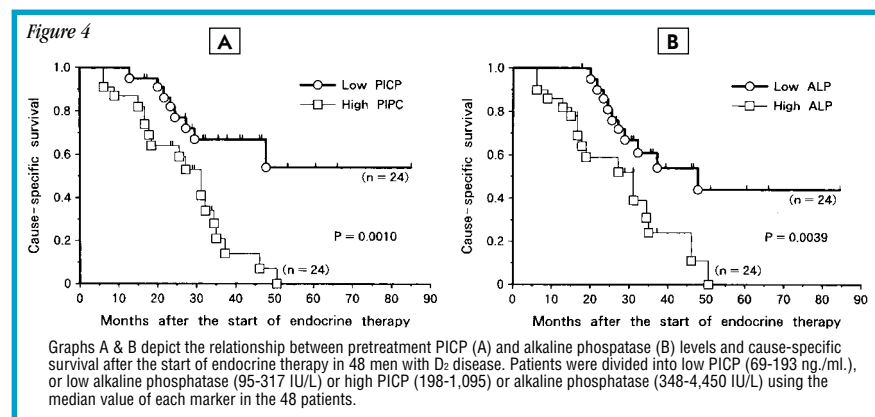 Figure 4
A
B
Low PICP
High PIPC
Low ALP
High ALP
1.0
0.8
0.6
0.4
0.2
0
Cause-specific survival
(n = 24)
P = 0.0010
(n = 24)
0 10 20 30 40 50 60 70 80 90
Months after the start of endocrine therapy
1.0
0.8
0.6
0.4
0.2
0
Cause-specific survival
(n = 24)
P = 0.0039
(n = 24)
0 10 20 30 40 50 60 70 80 90
Months after the start of endocrine therapy
Graphs A & B depict the relationship between pretreatment PICP (A) and alkaline phospatase (B) levels and cause-specific
survival after the start of endocrine therapy in 48 men with D2 disease. Patients were divided into low PICP (69-193 ng./ml.),
or low alkaline phosphatase (95-317 IU/L) or high PICP (198-1,095) or alkaline phosphatase (348-4,450 IU/L) using the
median value of each marker in the 48 patients.